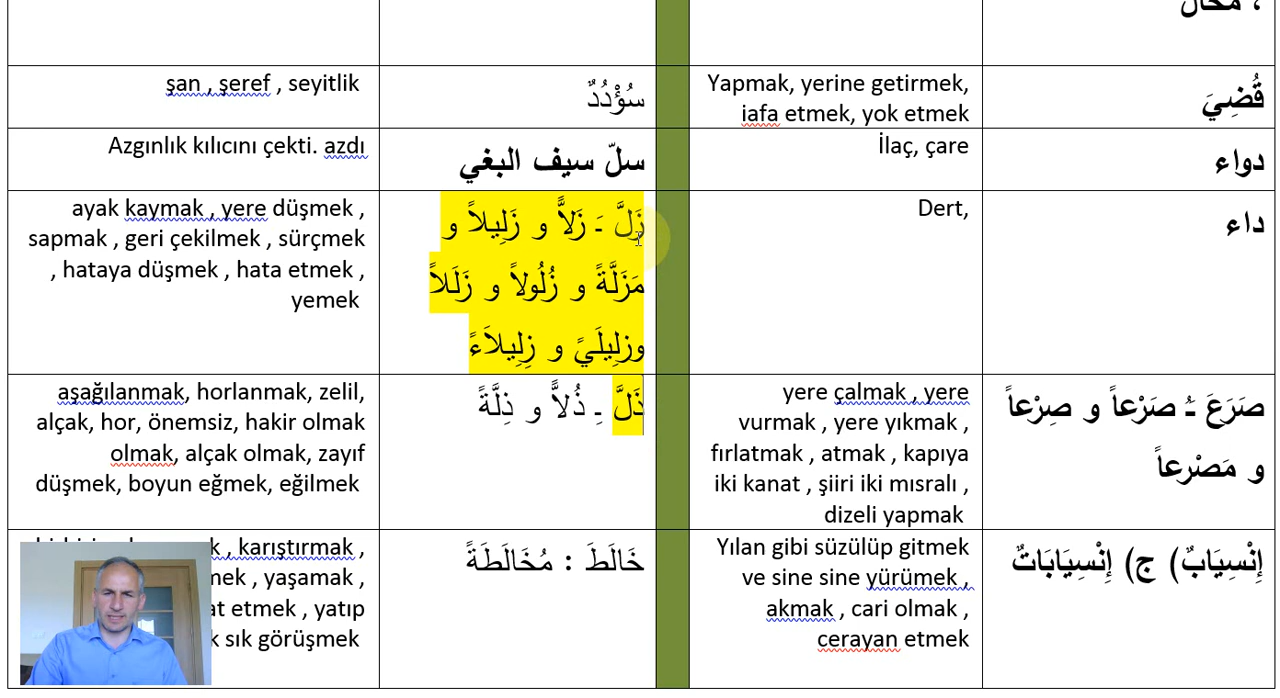 ، محال
قُضِيَ
Yapmak, yerine getirmek,
iafa etmek, yok etmek
سُؤْدُدٌ
şan , şeref , seyitlik
دواء
İlaç, çare
سلّ سيف البغي
Azgınlık kılıcını çekti. azdı
داء
Dert,
زَلَّ ـَ زَلاًّ و زَلِيلاً و
مَزَلَّةً و زُلُولاً و زَلَلاً
وزِلِيلَيً و زِلِيلاَءً
ayak kaymak , yere düşmek ,
sapmak , geri çekilmek , sürçmek
, hataya düşmek , hata etmek ,
yemek
صَرَعَ ـَُ صَرْعاً و صِرْعاً
و مَصْرعاً
yere çalmak , yere
vurmak , yere yıkmak ,
fırlatmak , atmak , kapıya
iki kanat , şiiri iki mısralı ,
dizeli yapmak
ذَلَّ ـِ ذُلاًّ و ذِلَّةً
aşağılanmak, horlanmak, zelil,
alçak, hor, önemsiz, hakir olmak
olmak, alçak olmak, zayıf
düşmek, boyun eğmek, eğilmek
إِنْسِيَابٌ) ج) إِنْسِيَابَاتٌ
Yılan gibi süzülüp gitmek
ve sine sine yürümek ,
akmak , cari olmak ,
cerayan etmek
خَالَطَ : مُخَالَطَةً
, karıştırmak ,
, yaşamak ,
etmek , yatıp
sık görüşmek